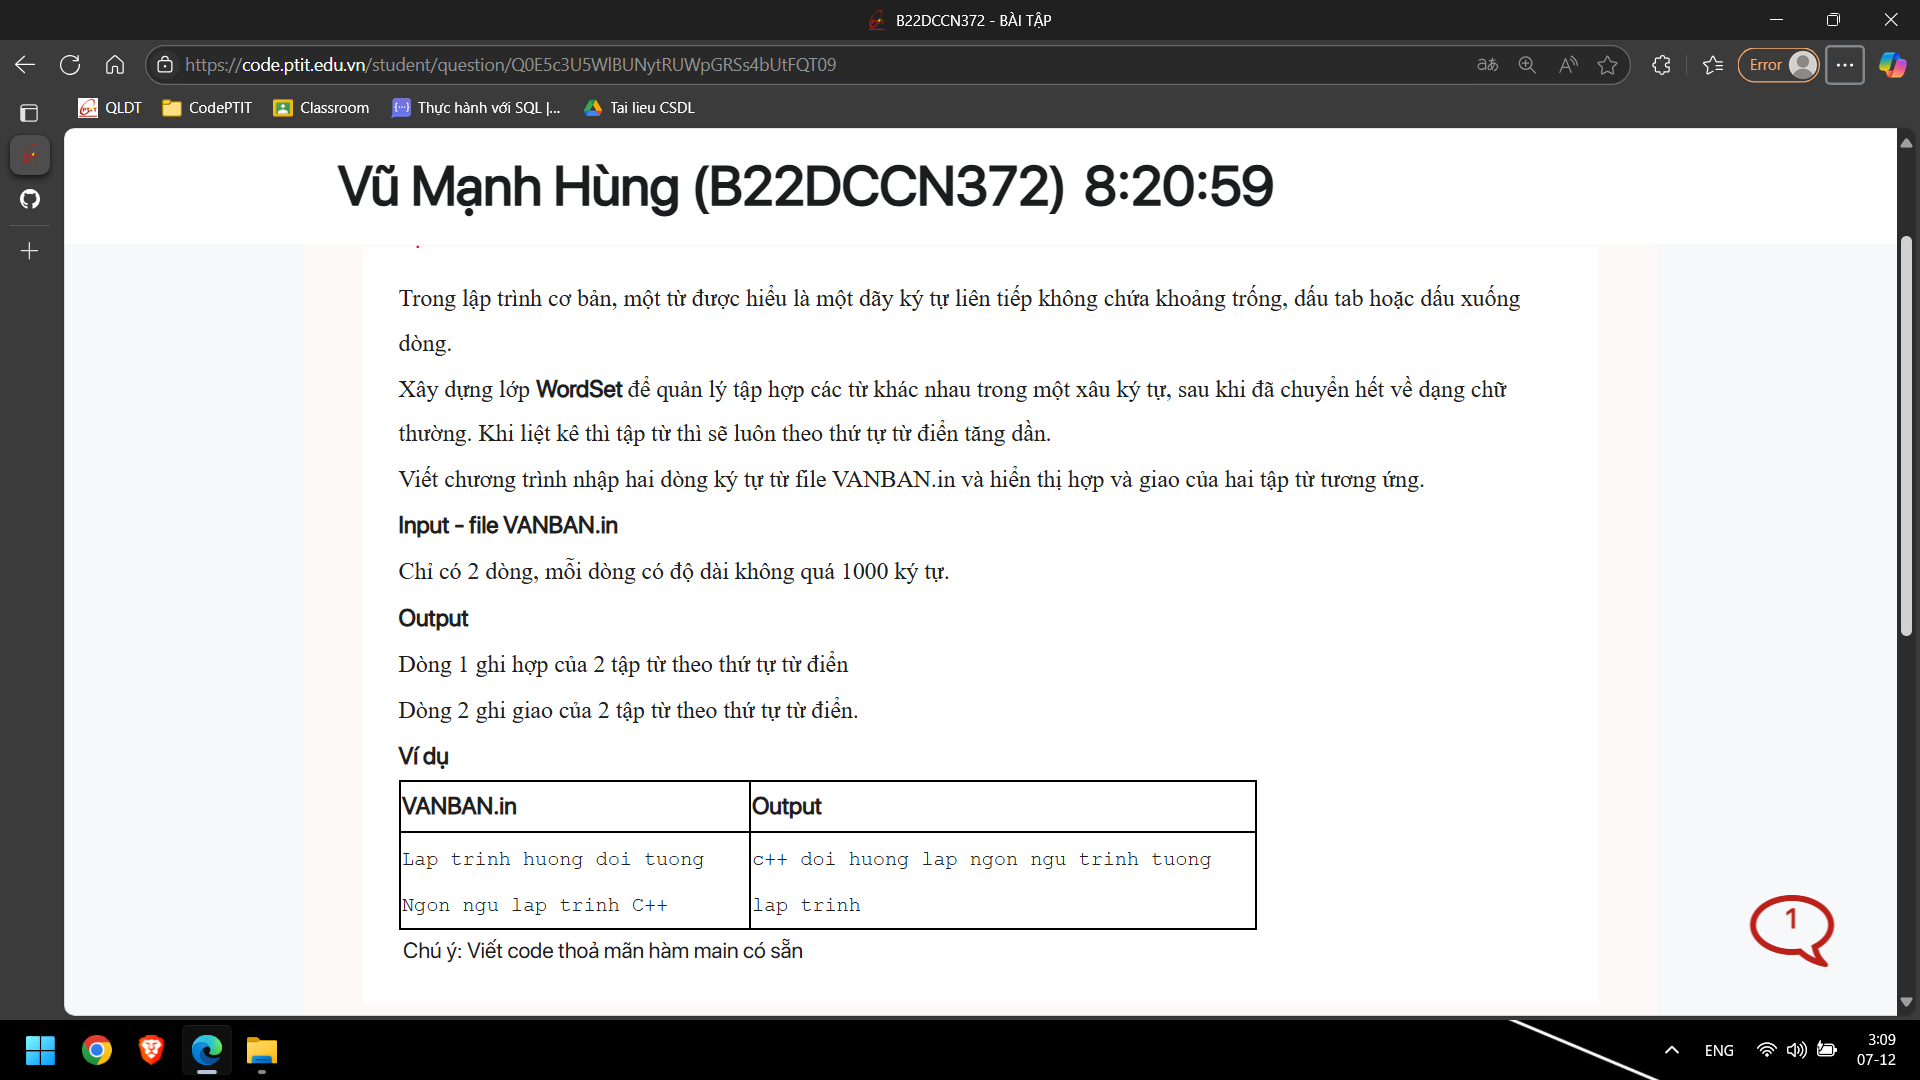 B22DCCN372 - BÀI TẬP
https://code.ptit.edu.vn/student/question/Q0E5c3U5WlBUNytRUWpGRSs4bUtFQT09
Error
QLDT
CodePTIT
Classroom
Thực hành với SQL |...
Tai lieu CSDL
Vũ Mạnh Hùng (B22DCCN372) 8:20:59
Trong lập trình cơ bản, một từ được hiểu là một dãy ký tự liên tiếp không chứa khoảng trống, dấu tab hoặc dấu xuống
dòng.
Xây dựng lớp WordSet để quản lý tập hợp các từ khác nhau trong một xâu ký tự, sau khi đã chuyển hết về dạng chữ
thường. Khi liệt kê thì tập từ thì sẽ luôn theo thứ tự từ điển tăng dần.
Viết chương trình nhập hai dòng ký tự từ file VANBAN.in và hiển thị hợp và giao của hai tập từ tương ứng.
Input - file VANBAN.in
Chỉ có 2 dòng, mỗi dòng có độ dài không quá 1000 ký tự.
Output
Dòng 1 ghi hợp của 2 tập từ theo thứ tự từ điển
Dòng 2 ghi giao của 2 tập từ theo thứ tự từ điển.
Ví dụ
VANBAN.in
Output
Lap trinh huong doi tuong
Ngon ngu lap trinh C++
c++ doi huong lap ngon ngu trinh tuong
lap trinh
Chú ý: Viết code thoả mãn hàm main có sẵn
1
ENG
3:09
07-12